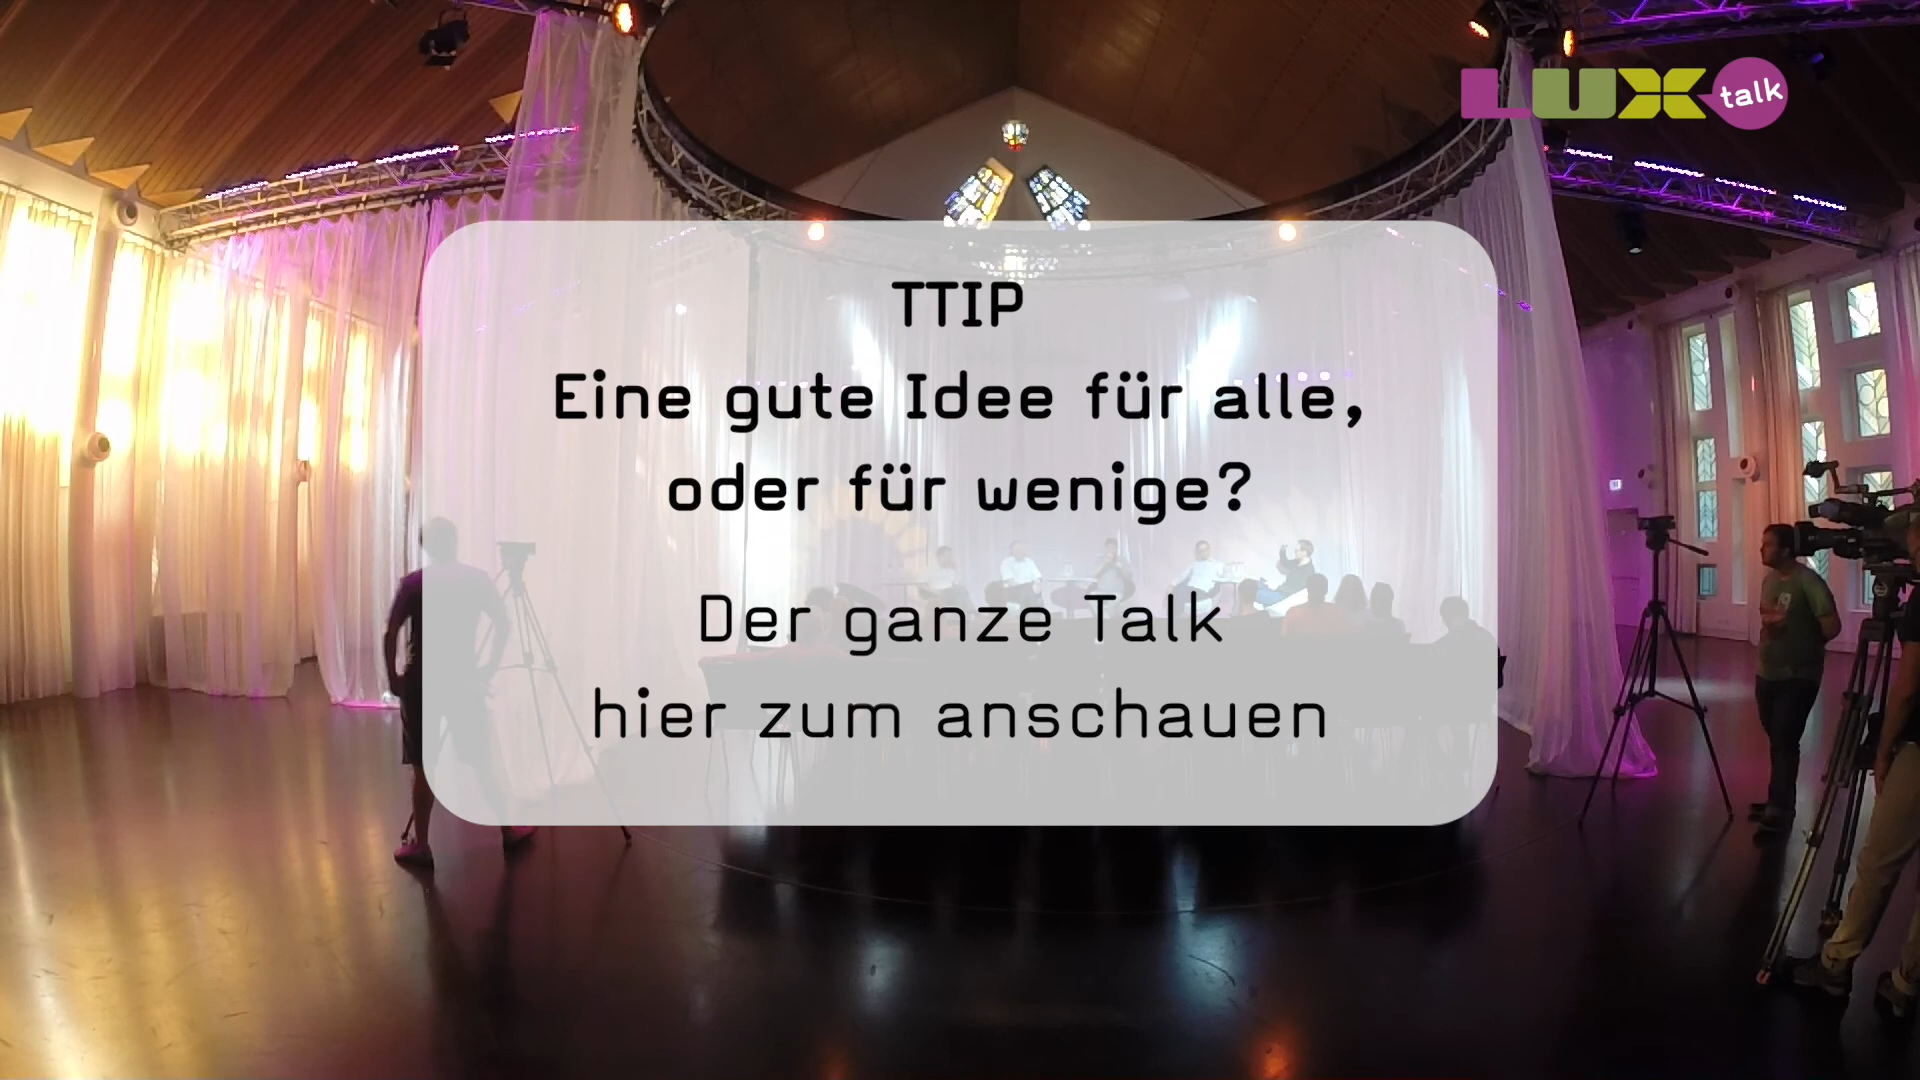 LUX talk
TTIP
Eine gute Idee für alle,
oder für wenige?
Der ganze Talk
hier zum anschauen